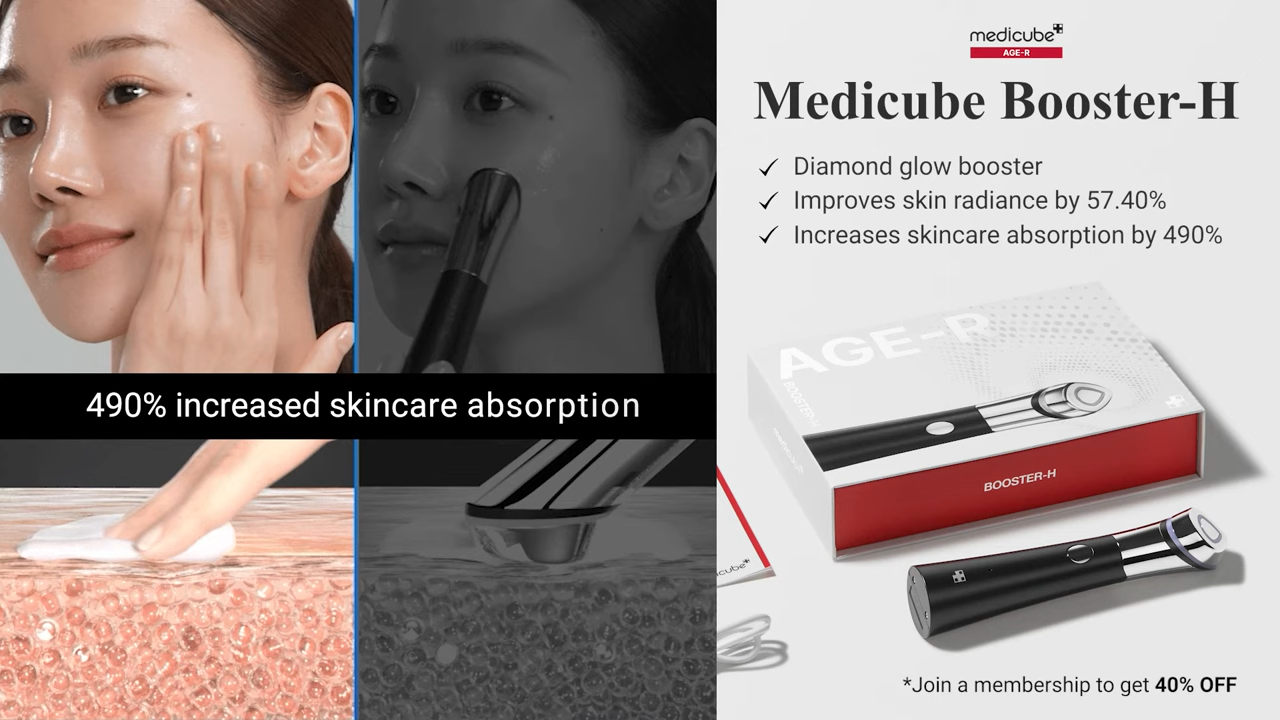 490% increased skincare absorption
medicube
AGE-R
Medicube Booster-H
✓ Diamond glow booster
✓ Improves skin radiance by 57.40%
✓ Increases skincare absorption by 490%
AGE-R
BOOSTER-H
BOOSTER-H
*Join a membership to get 40% OFF